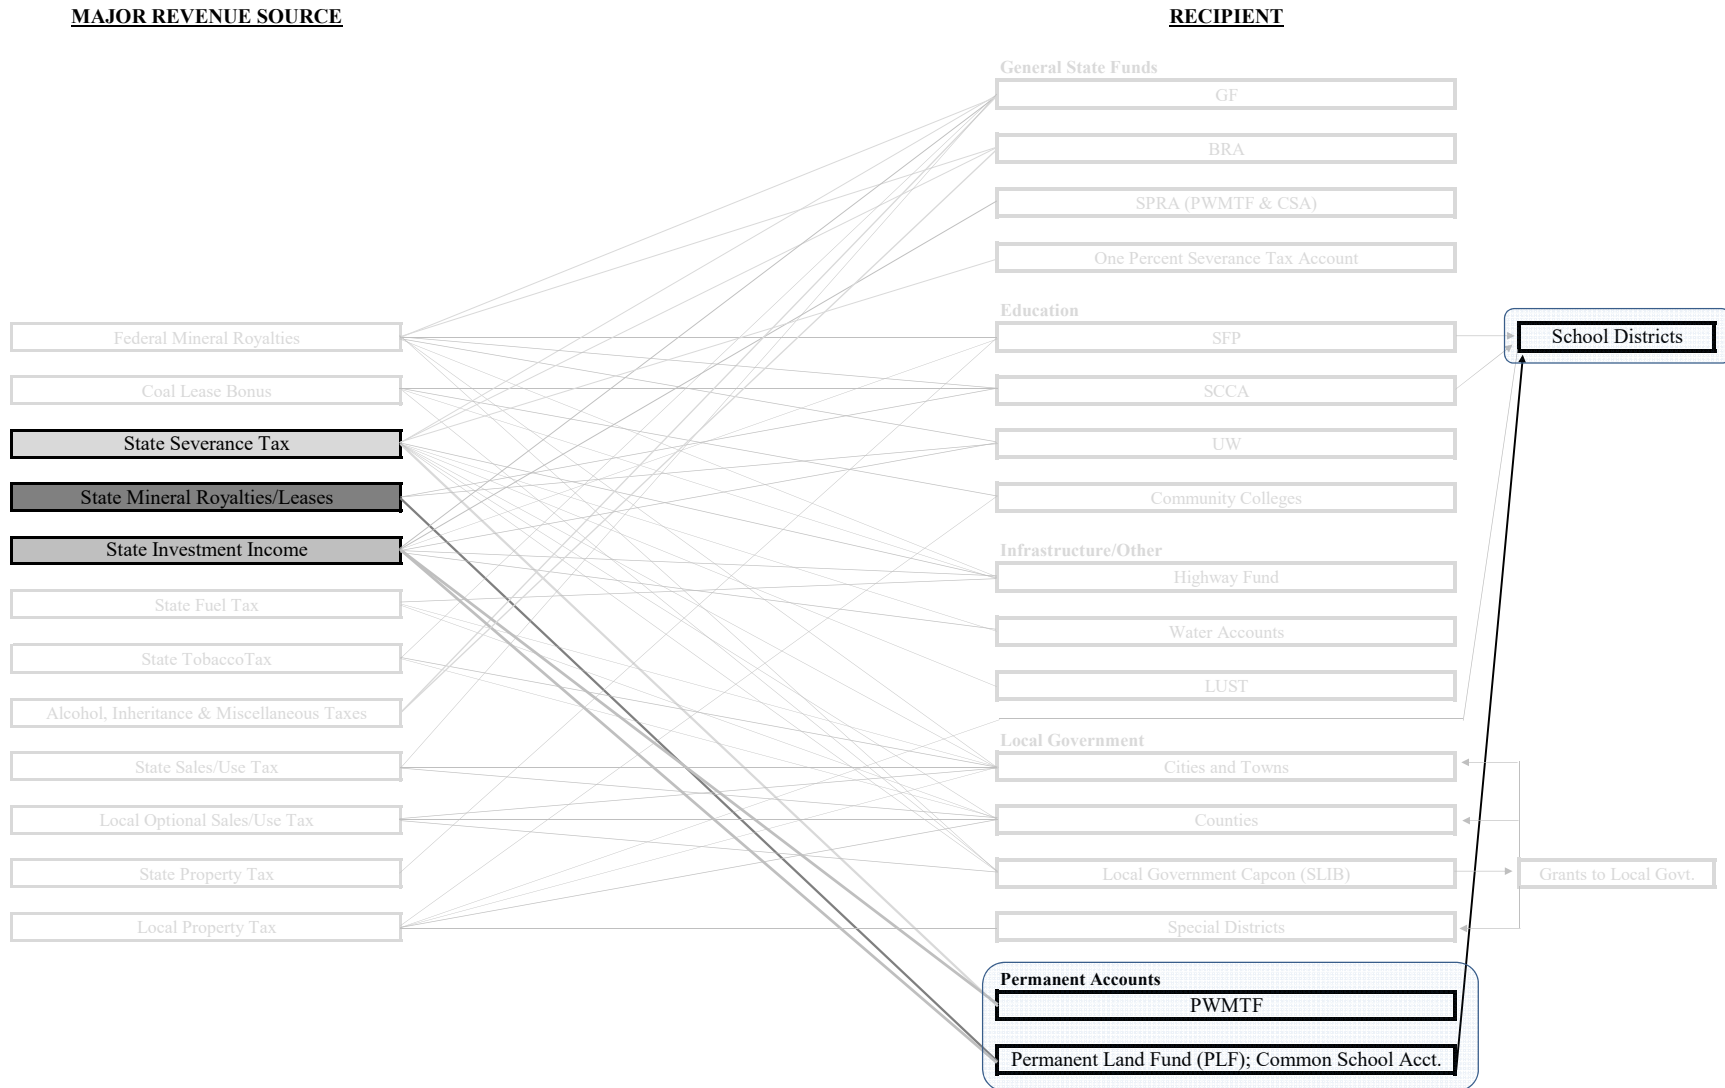 MAJOR REVENUE SOURCE
RECIPIENT
General State Funds
GF
BRA
SPRA (PWMTF & CSA)
One Percent Severance Tax Account
Education
Federal Mineral Royalties
SFP
School Districts
Coal Lease Bonus
SCCA
State Severance Tax
UW
State Mineral Royalties/Leases
Community Colleges
State Investment Income
Infrastructure/Other
Highway Fund
State Fuel Tax
Water Accounts
State TobaccoTax
LUST
Alcohol, Inheritance & Miscellaneous Taxes
Local Government
State Sales/Use Tax
Cities and Towns
Local Optional Sales/Use Tax
Counties
State Property Tax
Local Government Capcon (SLIB)
Grants to Local Govt.
Local Property Tax
Special Districts
Permanent Accounts
PWMTF
Permanent Land Fund (PLF); Common School Acct.